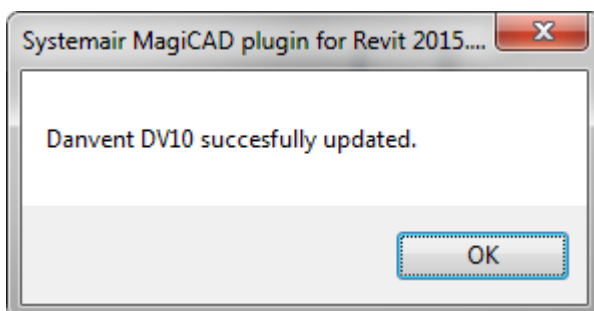 Systemair MagiCAD plugin for Revit 2015....
Danvent DV10 succesfully updated.
OK